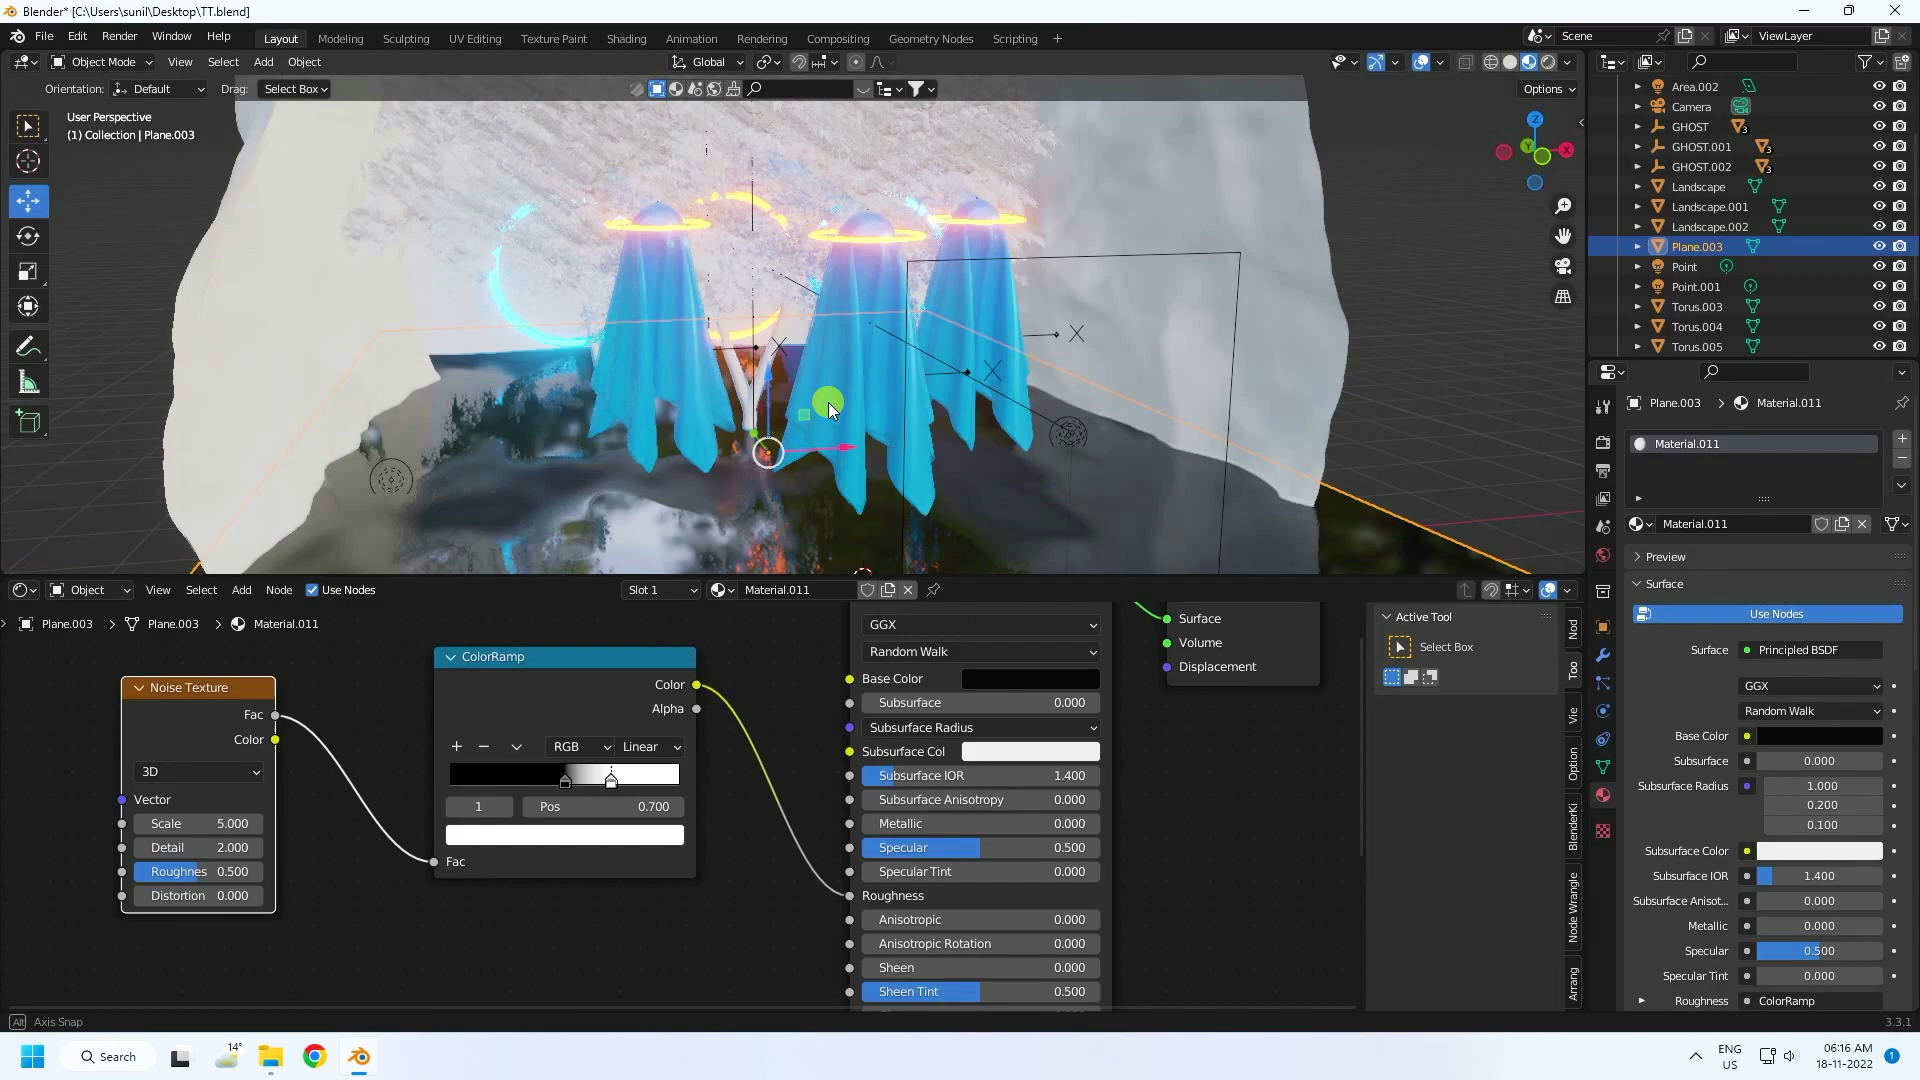 Blender* [C:\Users\sunil\Desktop\TT.blend]
File Edit Render Window Help Layout Modeling Sculpting UV Editing Texture Paint Shading Animation Rendering Compositing Geometry Nodes Scripting + Scene ViewLayer
Object Mode View Select Add Object Global
Orientation: Default Drag: Select Box Options
User Perspective
(1) Collection | Plane.003
Z
Y
X
Area.002
Camera
GHOST 3
GHOST.001 3
GHOST.002 3
Landscape
Landscape.001
Landscape.002
Plane.003
Point
Point.001
Torus.003
Torus.004
Torus.005
Plane.003 > Material.011
Material.011
Material.011
Preview
Surface
Use Nodes
Surface Principled BSDF
GGX
Random Walk
Base Color
Subsurface 0.000
Subsurface Radius 1.000
0.200
0.100
Subsurface Color
Subsurface IOR 1.400
Subsurface Anisot... 0.000
Metallic 0.000
Specular 0.500
Specular Tint 0.000
Roughness ColorRamp
Object View Select Add Node Use Nodes Slot 1 Material.011
Plane.003 > Plane.003 > Material.011
Noise Texture
Fac
Color
3D
Vector
Scale 5.000
Detail 2.000
Roughnes 0.500
Distortion 0.000
ColorRamp
Color
Alpha
+ − RGB Linear
1 Pos 0.700
Fac
GGX
Random Walk
Base Color
Subsurface 0.000
Subsurface Radius
Subsurface Col
Subsurface IOR 1.400
Subsurface Anisotropy 0.000
Metallic 0.000
Specular 0.500
Specular Tint 0.000
Roughness
Anisotropic 0.000
Anisotropic Rotation 0.000
Sheen 0.000
Sheen Tint 0.500
Surface
Volume
Displacement
Active Tool
Select Box
Nod
Too
Vie
Option
BlenderKi
Node Wrangle
Arrang
Alt Axis Snap
3.3.1
Search
14°
ENG
US
06:16 AM
18-11-2022
1